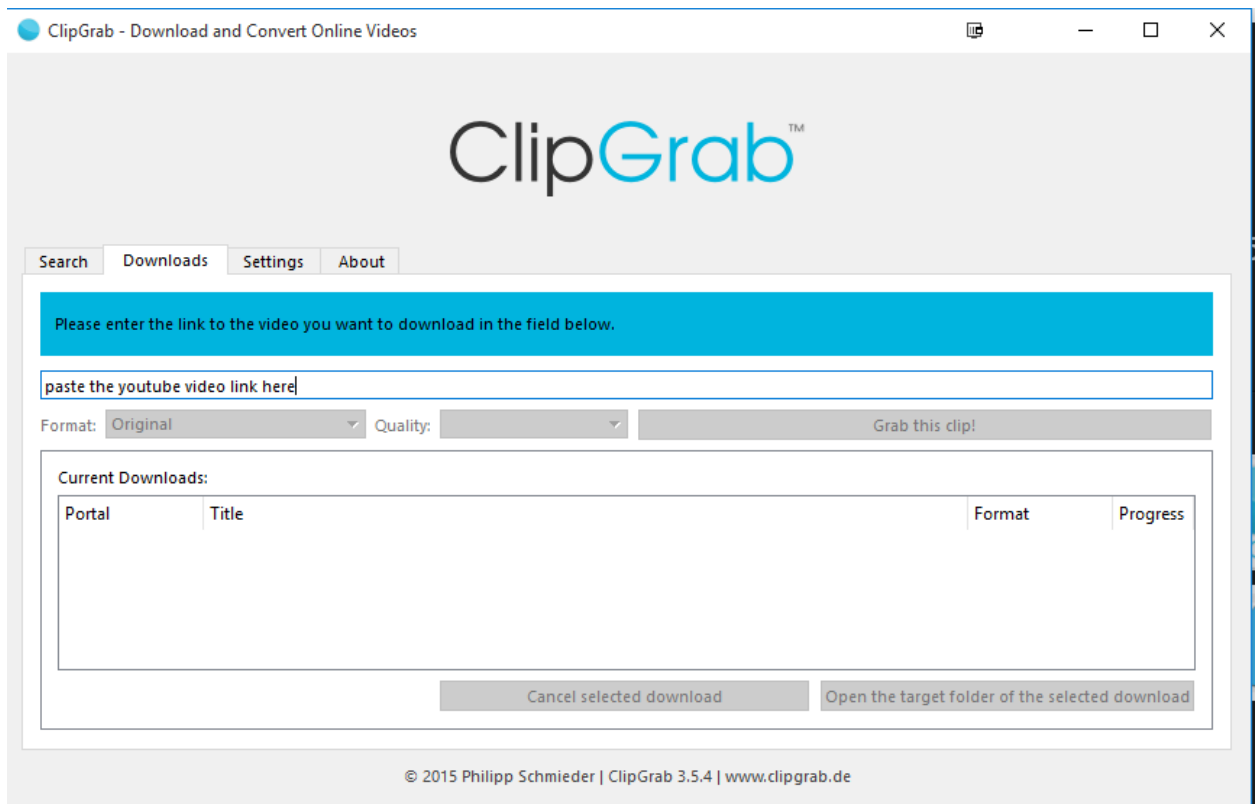 ClipGrab - Download and Convert Online Videos
ClipGrab™
Search Downloads Settings About
Please enter the link to the video you want to download in the field below.
paste the youtube video link here
Format: Original Quality: Grab this clip!
Current Downloads:
Portal Title Format Progress
Cancel selected download Open the target folder of the selected download
© 2015 Philipp Schmieder | ClipGrab 3.5.4 | www.clipgrab.de